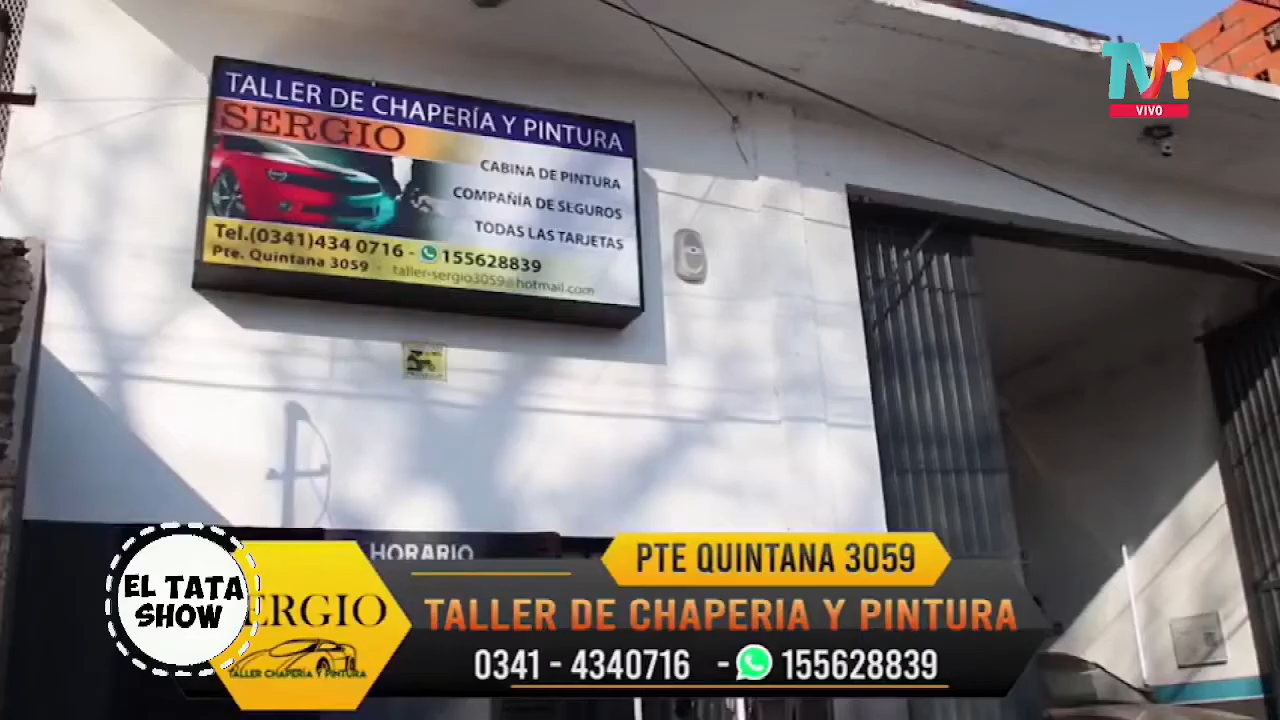 TVR
VIVO
TALLER DE CHAPERÍA Y PINTURA
SERGIO
CABINA DE PINTURA
COMPAÑÍA DE SEGUROS
TODAS LAS TARJETAS
Tel.(0341)434 0716 - 155628839
Pte. Quintana 3059 - taller-sergio3059@hotmail.com
HORARIO
PTE QUINTANA 3059
EL TATA
SHOW
ERGIO
TALLER CHAPERÍA Y PINTURA
TALLER DE CHAPERIA Y PINTURA
0341 - 4340716 - 155628839